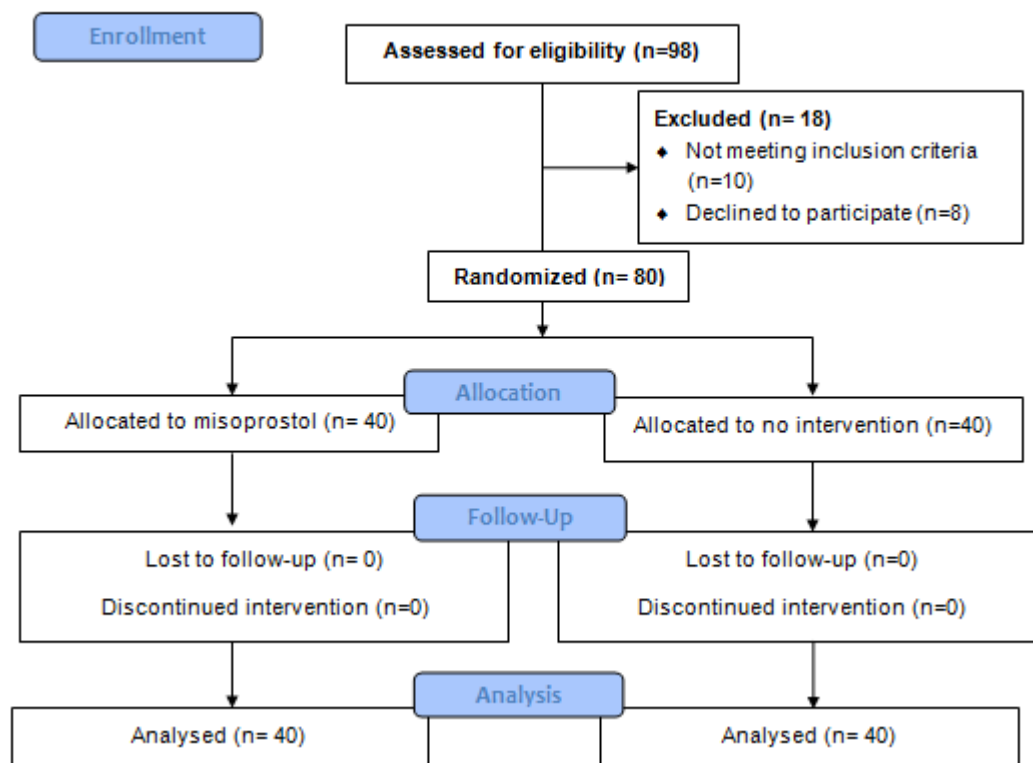 Enrollment
Assessed for eligibility (n=98)
Excluded (n= 18)
◆ Not meeting inclusion criteria
(n=10)
◆ Declined to participate (n=8)
Randomized (n= 80)
Allocation
Allocated to misoprostol (n= 40)
Allocated to no intervention (n=40)
Follow-Up
Lost to follow-up (n= 0)
Discontinued intervention (n=0)
Lost to follow-up (n=0)
Discontinued intervention (n=0)
Analysis
Analysed (n= 40)
Analysed (n= 40)